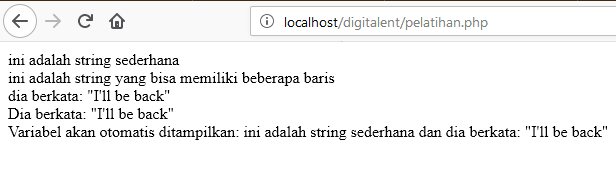 localhost/digitalent/pelatihan.php
ini adalah string sederhana
ini adalah string yang bisa memiliki beberapa baris
dia berkata: "I'll be back"
Dia berkata: "I'll be back"
Variabel akan otomatis ditampilkan: ini adalah string sederhana dan dia berkata: "I'll be back"